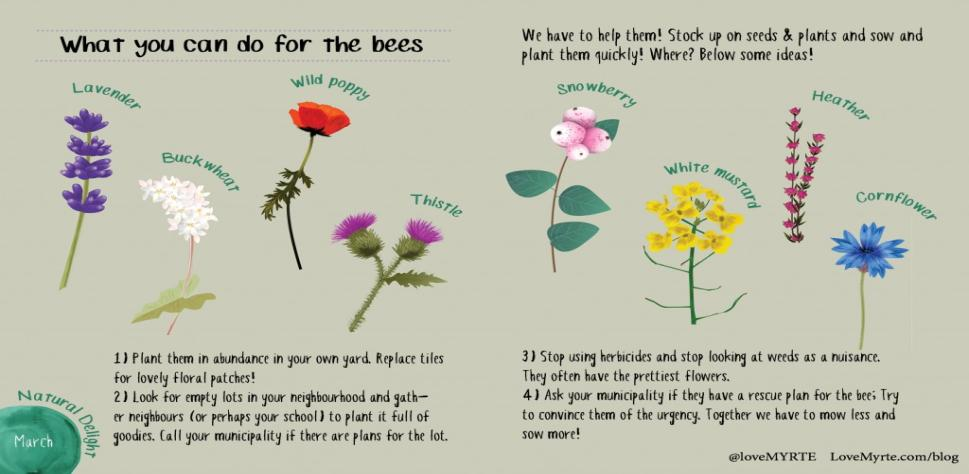 What you can do for the bees
Lavender
Buckwheat
Wild poppy
Thistle
1) Plant them in abundance in your own yard. Replace tiles
for lovely floral patches!
2) Look for empty lots in your neighbourhood and gath-
er neighbours (or perhaps your school) to plant it full of
goodies. Call your municipality if there are plans for the lot.
Natural Delight
March
We have to help them! Stock up on seeds & plants and sow and
plant them quickly! Where? Below some ideas!
Snowberry
White mustard
Heather
Cornflower
3) Stop using herbicides and stop looking at weeds as a nuisance.
They often have the prettiest flowers.
4) Ask your municipality if they have a rescue plan for the bee; Try
to convince them of the urgency. Together we have to mow less and
sow more!
@loveMYRTE LoveMyrte.com/blog